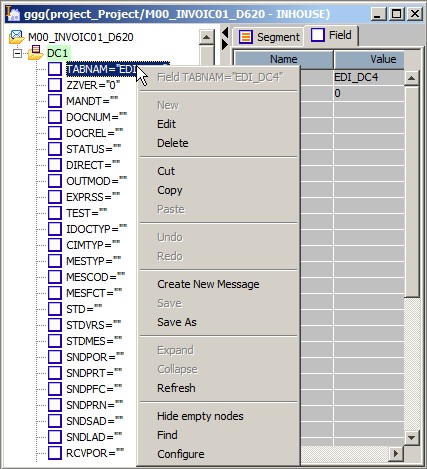 ggg(project_Project/M00_INVOIC01_D620 - INHOUSE)
M00_INVOIC01_D620
DC1
TABNAM="EDI
ZZVER="0"
MANDT=""
DOCNUM=""
DOCREL=""
STATUS=""
DIRECT=""
OUTMOD=""
EXPRSS=""
TEST=""
IDOCTYP=""
CIMTYP=""
MESTYP=""
MESCOD=""
MESFCT=""
STD=""
STDVRS=""
STDMES=""
SNDPOR=""
SNDPRT=""
SNDPFC=""
SNDPRN=""
SNDSAD=""
SNDLAD=""
RCVPOR=""
Field TABNAM="EDI_DC4"
New
Edit
Delete
Cut
Copy
Paste
Undo
Redo
Create New Message
Save
Save As
Expand
Collapse
Refresh
Hide empty nodes
Find
Configure
Segment Field
Name Value
EDI_DC4
0